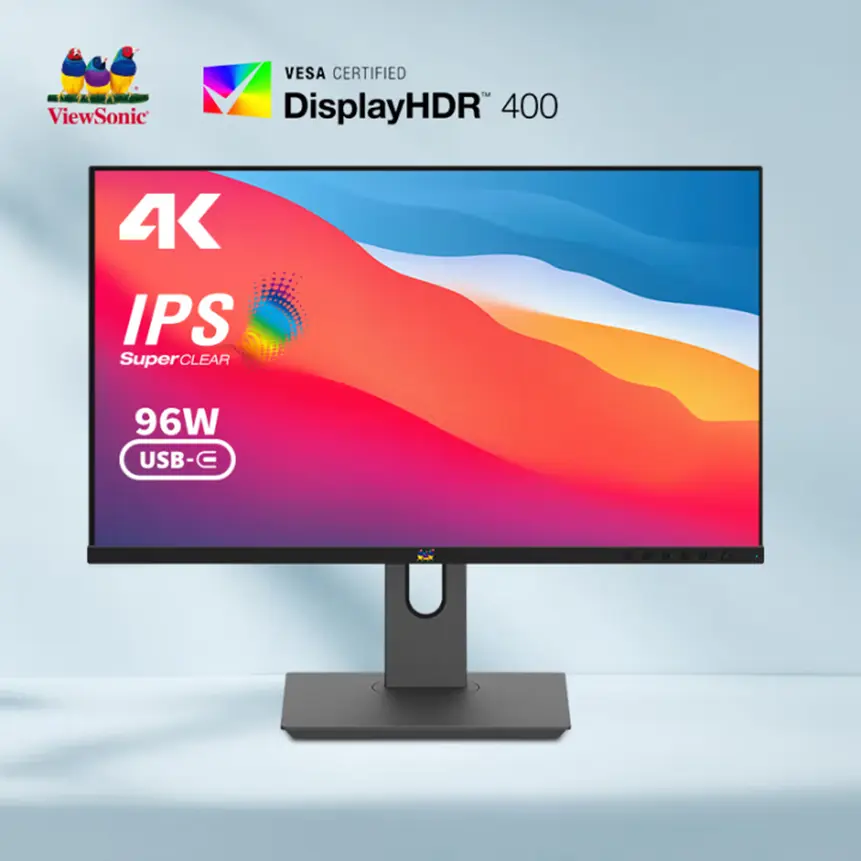 ViewSonic®
VESA CERTIFIED
DisplayHDR™ 400
4K
IPS
SuperCLEAR
96W
USB-C